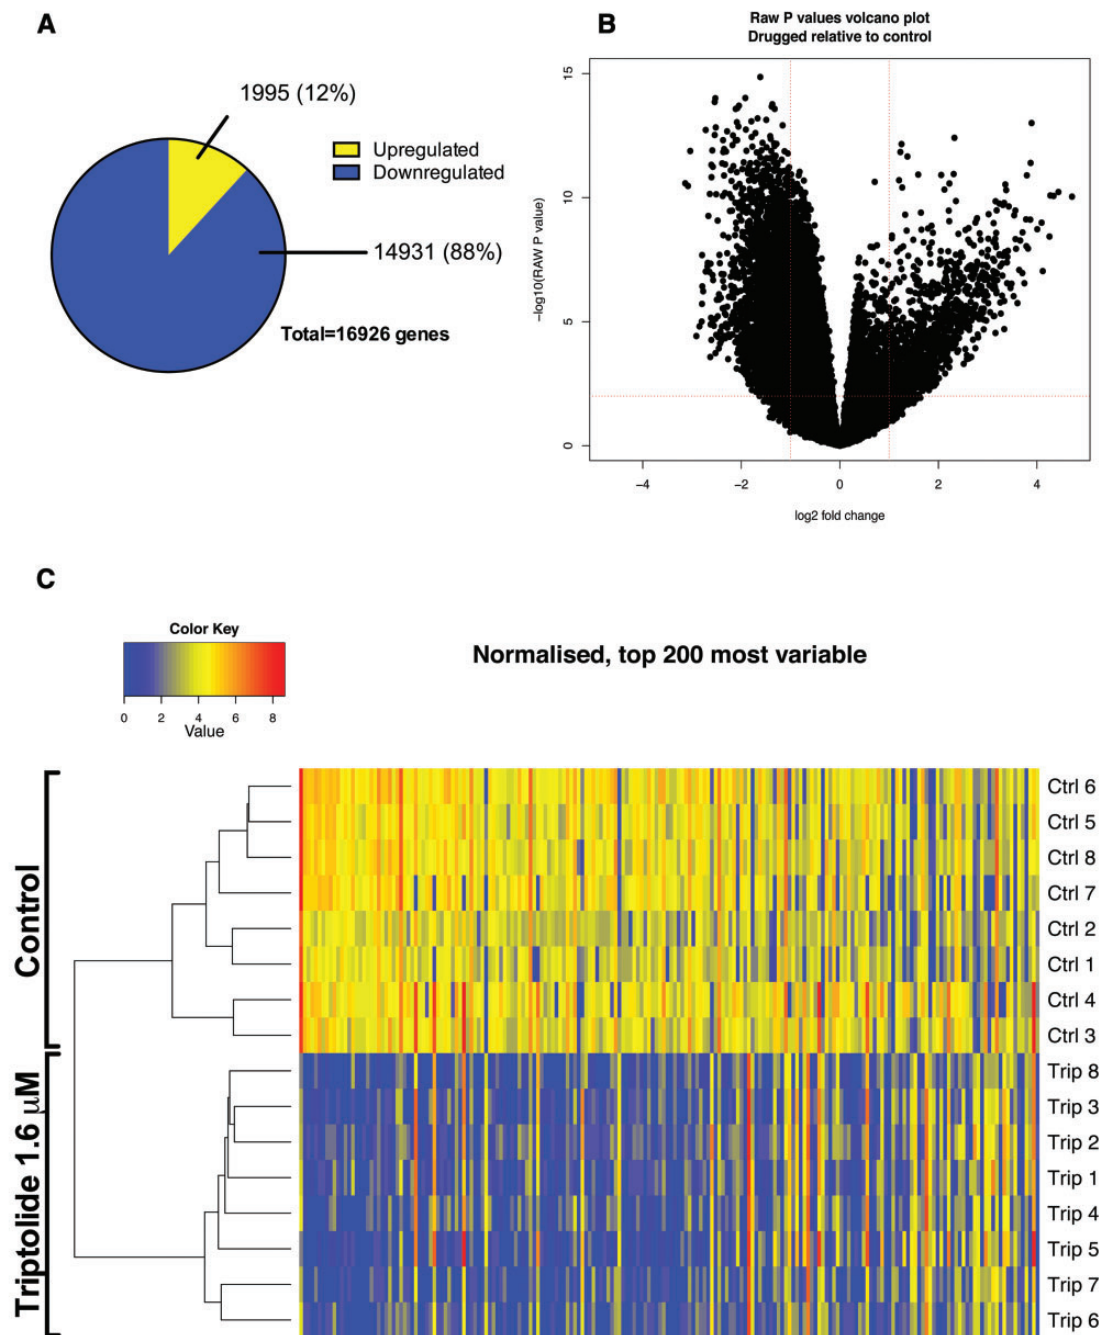 A
1995 (12%)
Upregulated
Downregulated
14931 (88%)
Total=16926 genes
B
Raw P values volcano plot
Drugged relative to control
−log10(RAW P value)
15
10
5
0
−4
−2
0
2
4
log2 fold change
C
Color Key
0
2
4
6
8
Value
Normalised, top 200 most variable
Control
Triptolide 1.6 μM
Ctrl 6
Ctrl 5
Ctrl 8
Ctrl 7
Ctrl 2
Ctrl 1
Ctrl 4
Ctrl 3
Trip 8
Trip 3
Trip 2
Trip 1
Trip 4
Trip 5
Trip 7
Trip 6